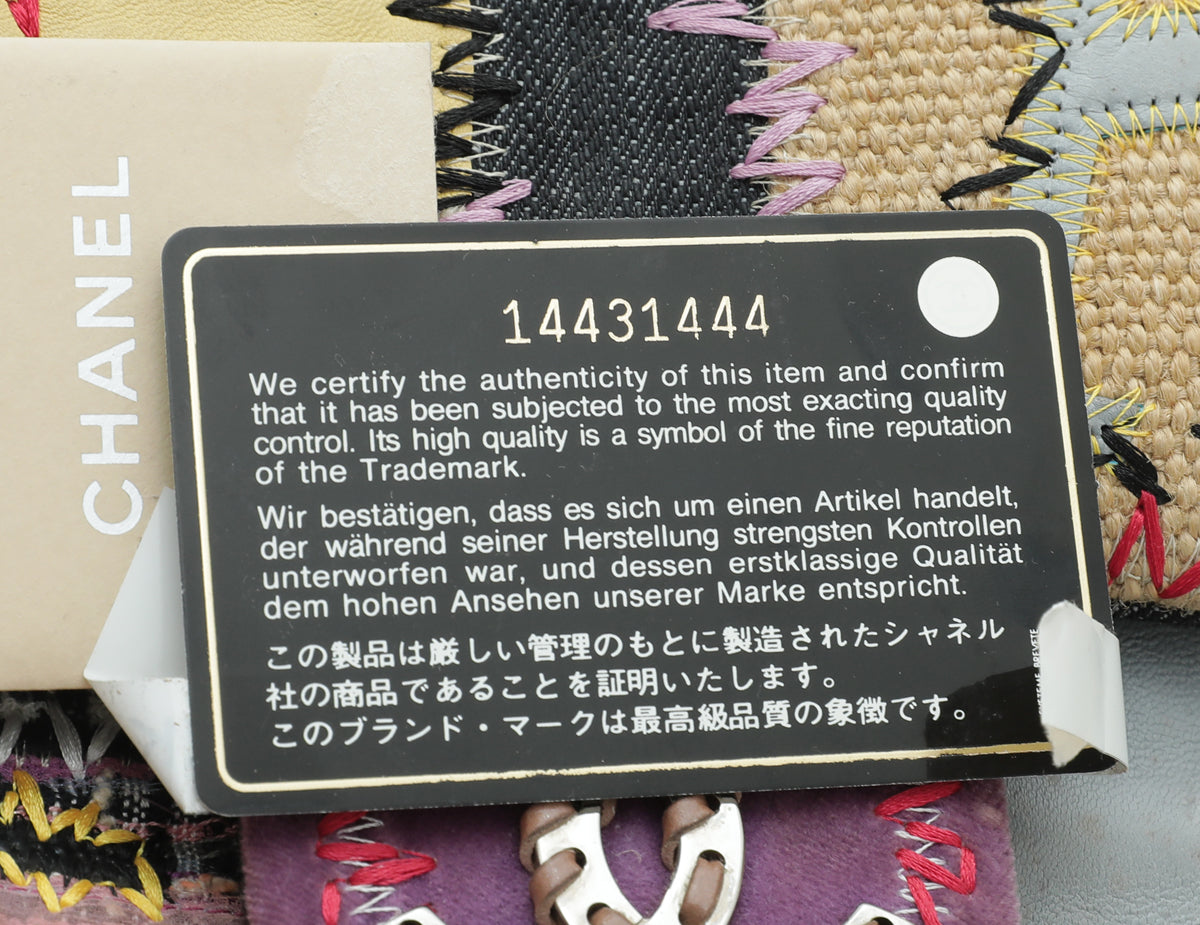 CHANEL
14431444
We certify the authenticity of this item and confirm
that it has been subjected to the most exacting quality
control. Its high quality is a symbol of the fine reputation
of the Trademark.
Wir bestätigen, dass es sich um einen Artikel handelt,
der während seiner Herstellung strengsten Kontrollen
unterworfen war, und dessen erstklassige Qualität
dem hohen Ansehen unserer Marke entspricht.
この製品は厳しい管理のもとに製造されたシャネル
社の商品であることを証明いたします。
このブランド・マークは最高級品質の象徴です。
BREVETE